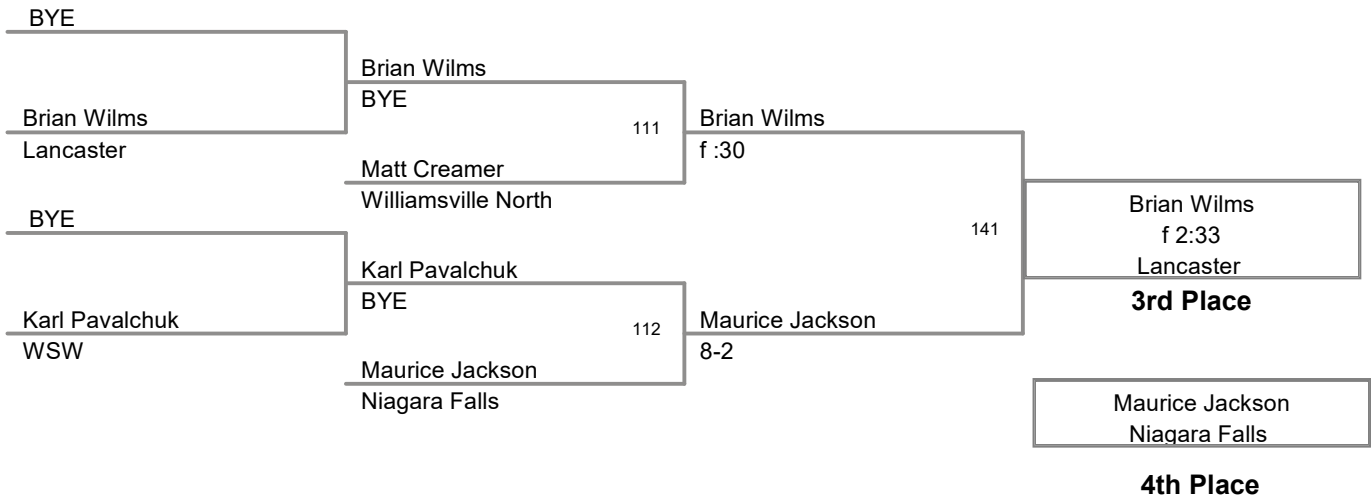 BYE
Brian Wilms
BYE
Brian Wilms
Lancaster
111
Brian Wilms
f :30
Matt Creamer
Williamsville North
BYE
Karl Pavalchuk
BYE
Karl Pavalchuk
WSW
112
Maurice Jackson
8-2
Maurice Jackson
Niagara Falls
141
Brian Wilms
f 2:33
Lancaster
3rd Place
Maurice Jackson
Niagara Falls
4th Place